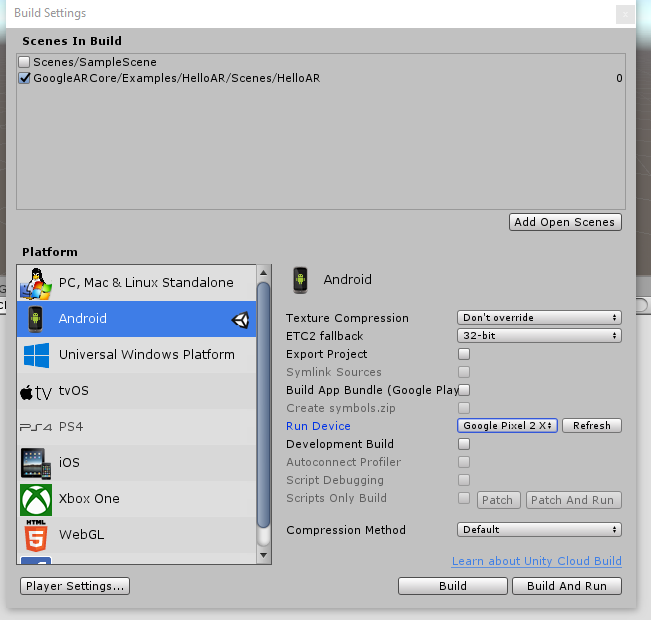 Build Settings
x
Scenes In Build
Scenes/SampleScene
GoogleARCore/Examples/HelloAR/Scenes/HelloAR 0
Add Open Scenes
Platform
PC, Mac & Linux Standalone
Android
Universal Windows Platform
tv tvOS
PS4 PS4
iOS
Xbox One
HTML
5
WebGL
Android
Texture Compression Don't override
ETC2 fallback 32-bit
Export Project
Symlink Sources
Build App Bundle (Google Play
Create symbols.zip
Run Device Google Pixel 2 X Refresh
Development Build
Autoconnect Profiler
Script Debugging
Scripts Only Build Patch Patch And Run
Compression Method Default
Learn about Unity Cloud Build
Player Settings... Build Build And Run